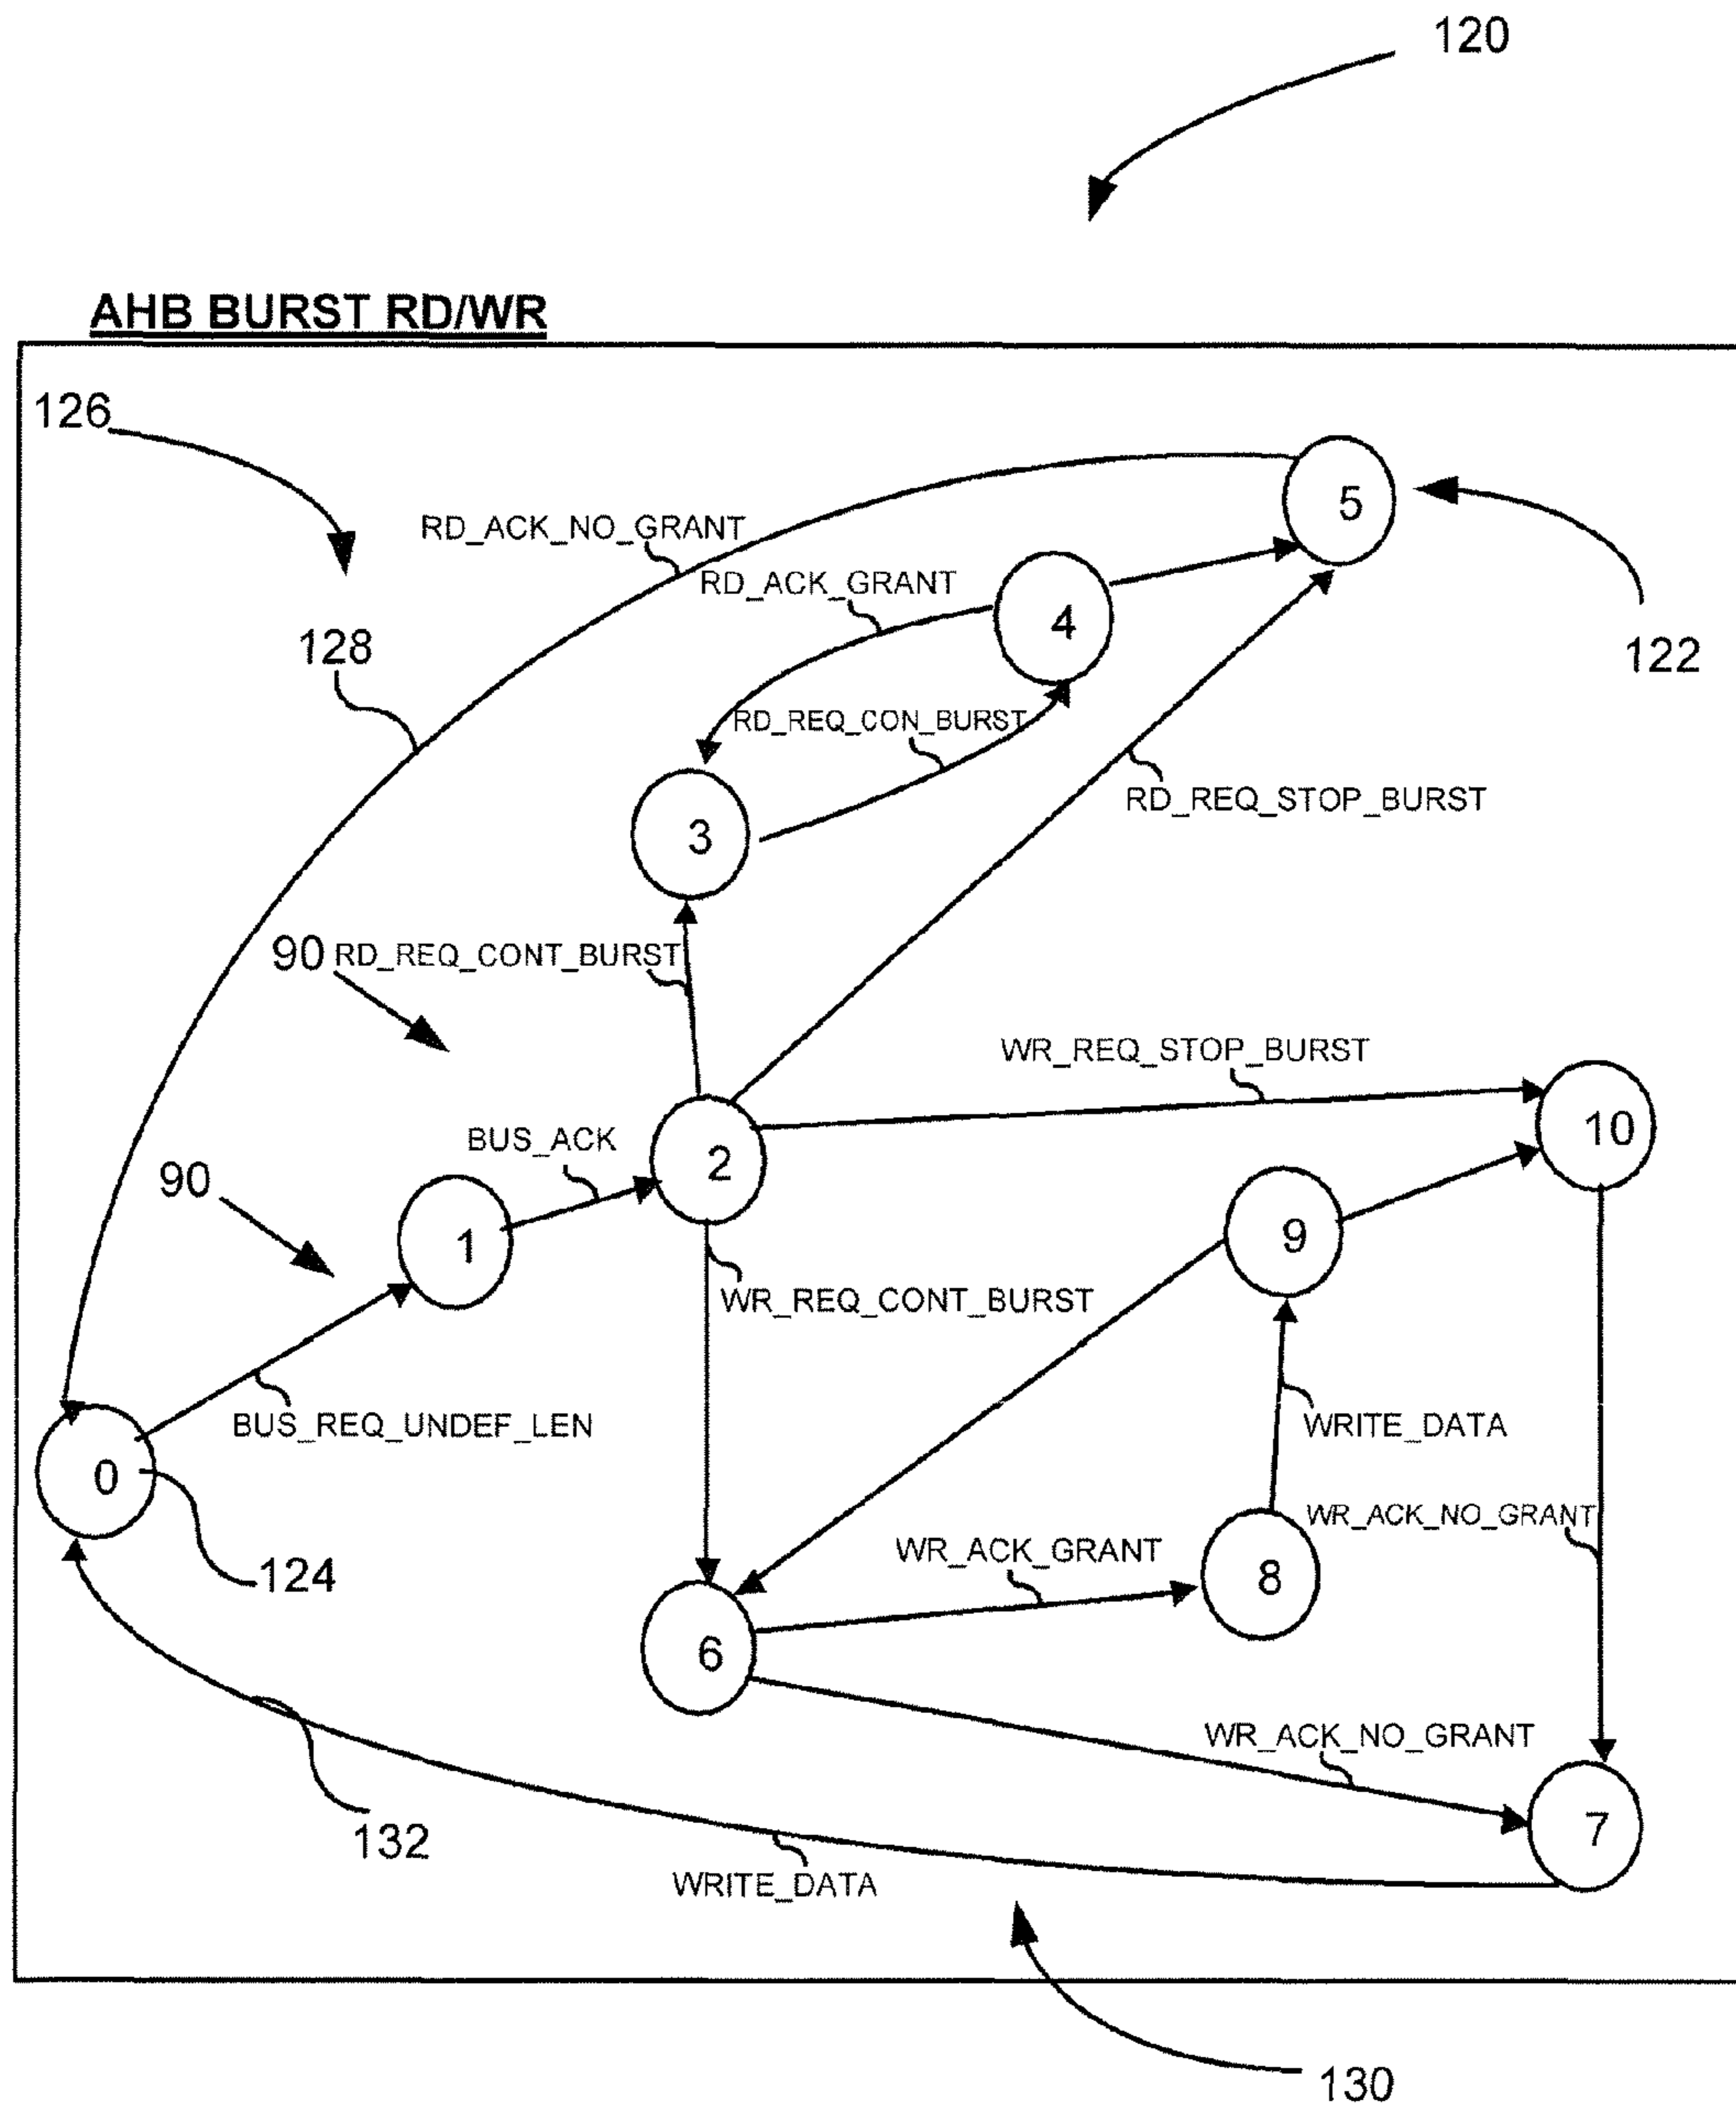 120
AHB BURST RD/WR
126
5
RD_ACK_NO_GRANT
RD_ACK_GRANT
4
128
122
RD_REQ_CON_BURST
RD_REQ_STOP_BURST
3
90 RD_REQ_CONT_BURST
WR_REQ_STOP_BURST
10
BUS_ACK
2
90
1
9
WR_REQ_CONT_BURST
BUS_REQ_UNDEF_LEN
WRITE_DATA
0
WR_ACK_NO_GRANT
124
WR_ACK_GRANT
8
6
WR_ACK_NO_GRANT
7
132
WRITE_DATA
130